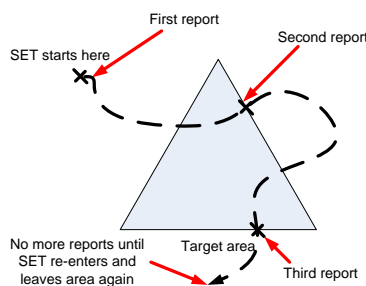 First report
Second report
SET starts here
No more reports until
SET re-enters and
leaves area again
Target area
Third report